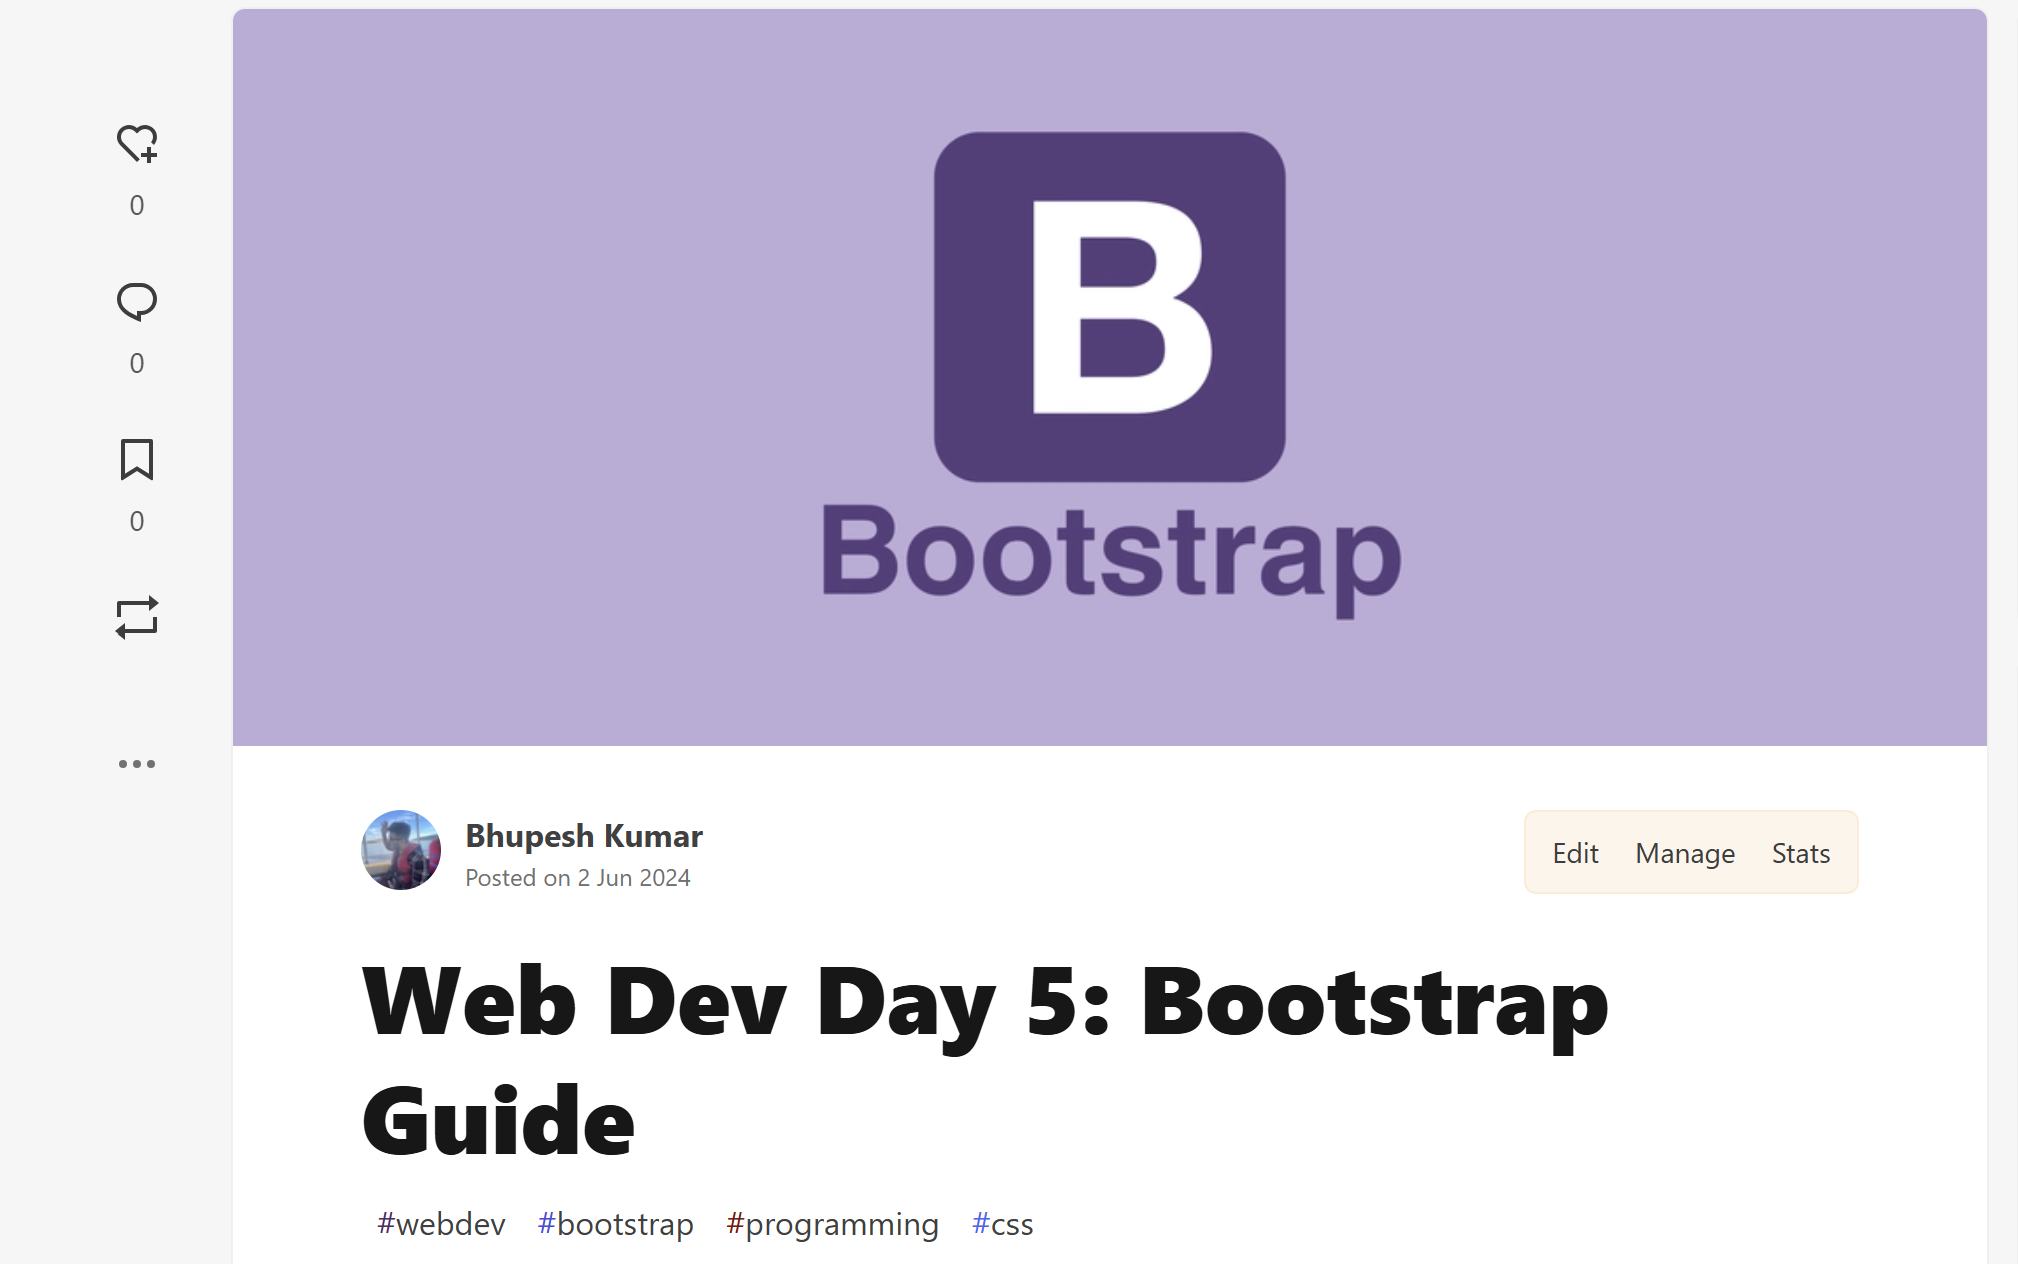 0
0
0
B
Bootstrap
Bhupesh Kumar
Posted on 2 Jun 2024
Edit Manage Stats
Web Dev Day 5: Bootstrap
Guide
#webdev #bootstrap #programming #css